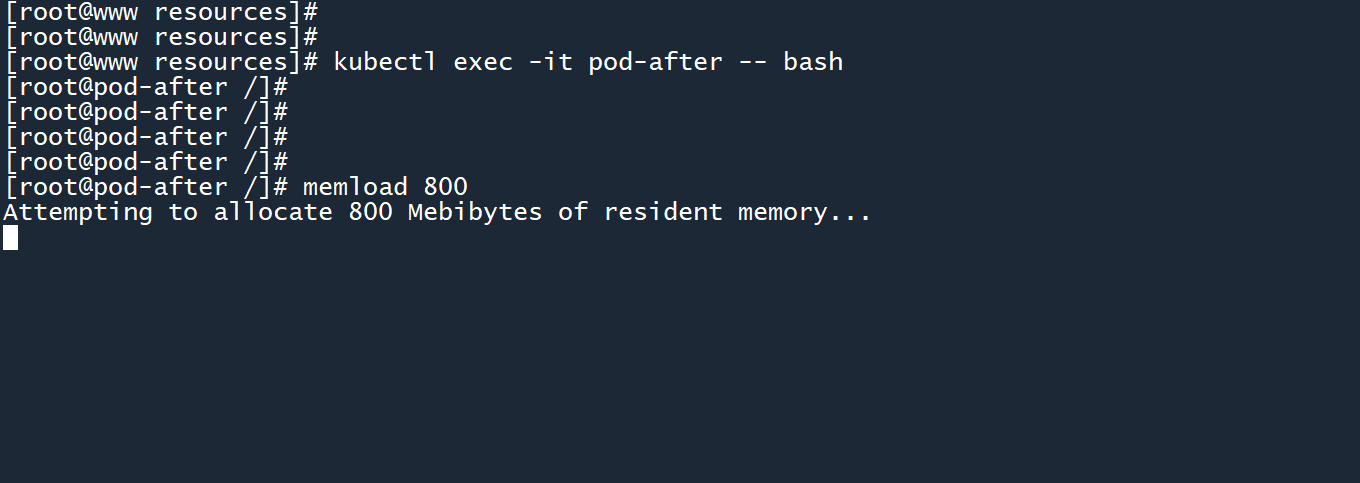 [root@www resources]#
[root@www resources]#
[root@www resources]# kubectl exec -it pod-after -- bash
[root@pod-after /]#
[root@pod-after /]#
[root@pod-after /]#
[root@pod-after /]#
[root@pod-after /]# memload 800
Attempting to allocate 800 Mebibytes of resident memory...